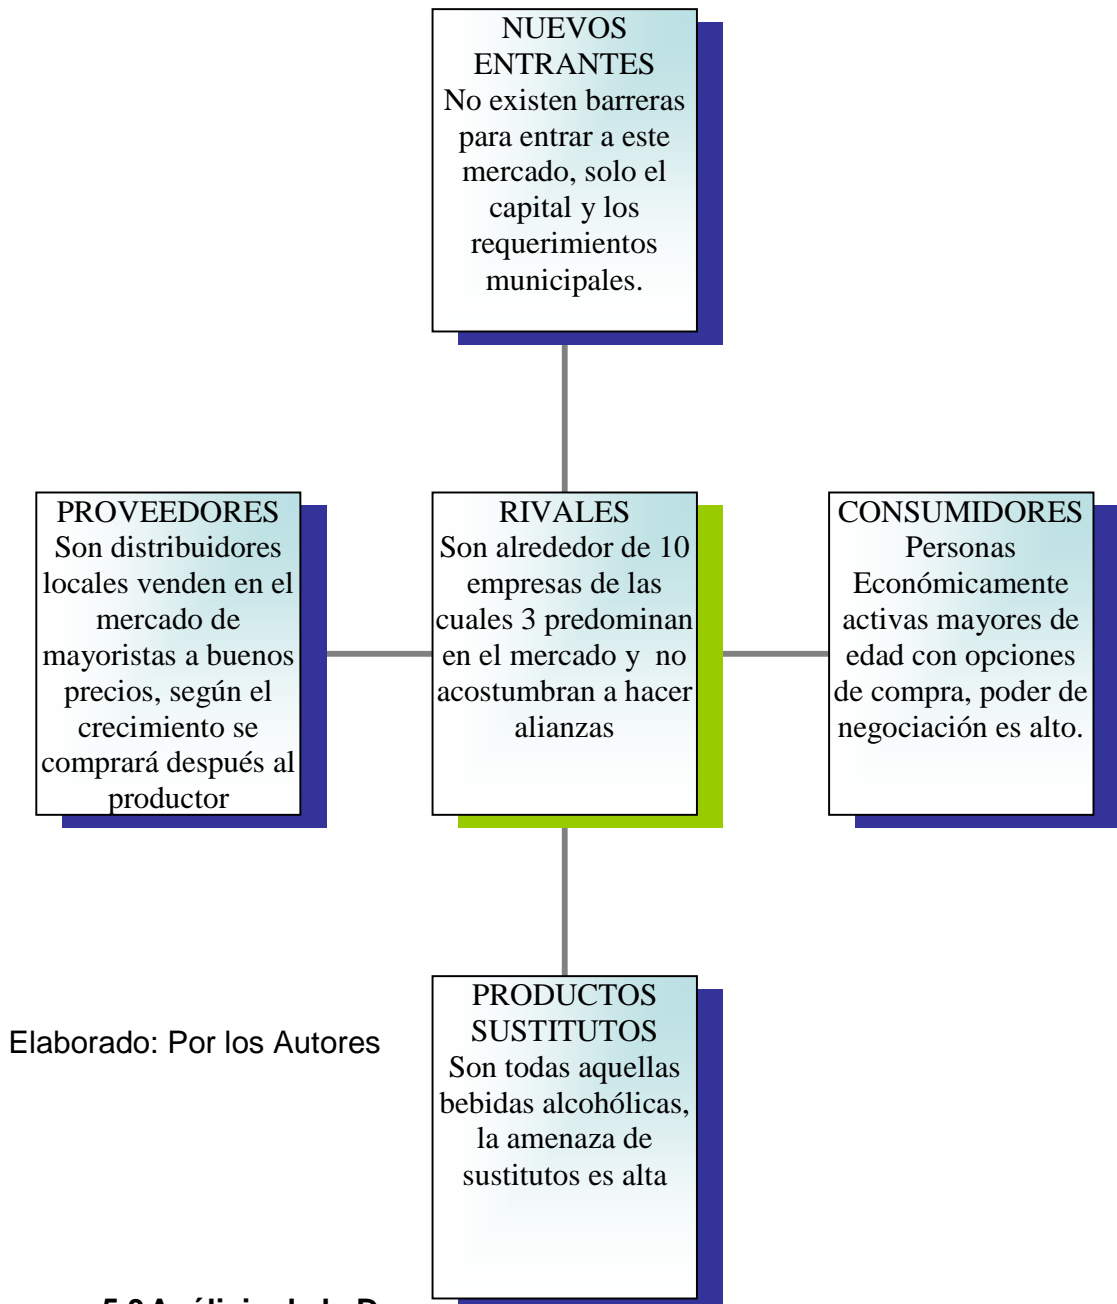 NUEVOS
ENTRANTES
No existen barreras
para entrar a este
mercado, solo el
capital y los
requerimientos
municipales.
PROVEEDORES
Son distribuidores
locales venden en el
mercado de
mayoristas a buenos
precios, según el
crecimiento se
comprará después al
productor
RIVALES
Son alrededor de 10
empresas de las
cuales 3 predominan
en el mercado y  no
acostumbran a hacer
alianzas
CONSUMIDORES
Personas
Económicamente
activas mayores de
edad con opciones
de compra, poder de
negociación es alto.
PRODUCTOS
SUSTITUTOS
Son todas aquellas
bebidas alcohólicas,
la amenaza de
sustitutos es alta
Elaborado: Por los Autores